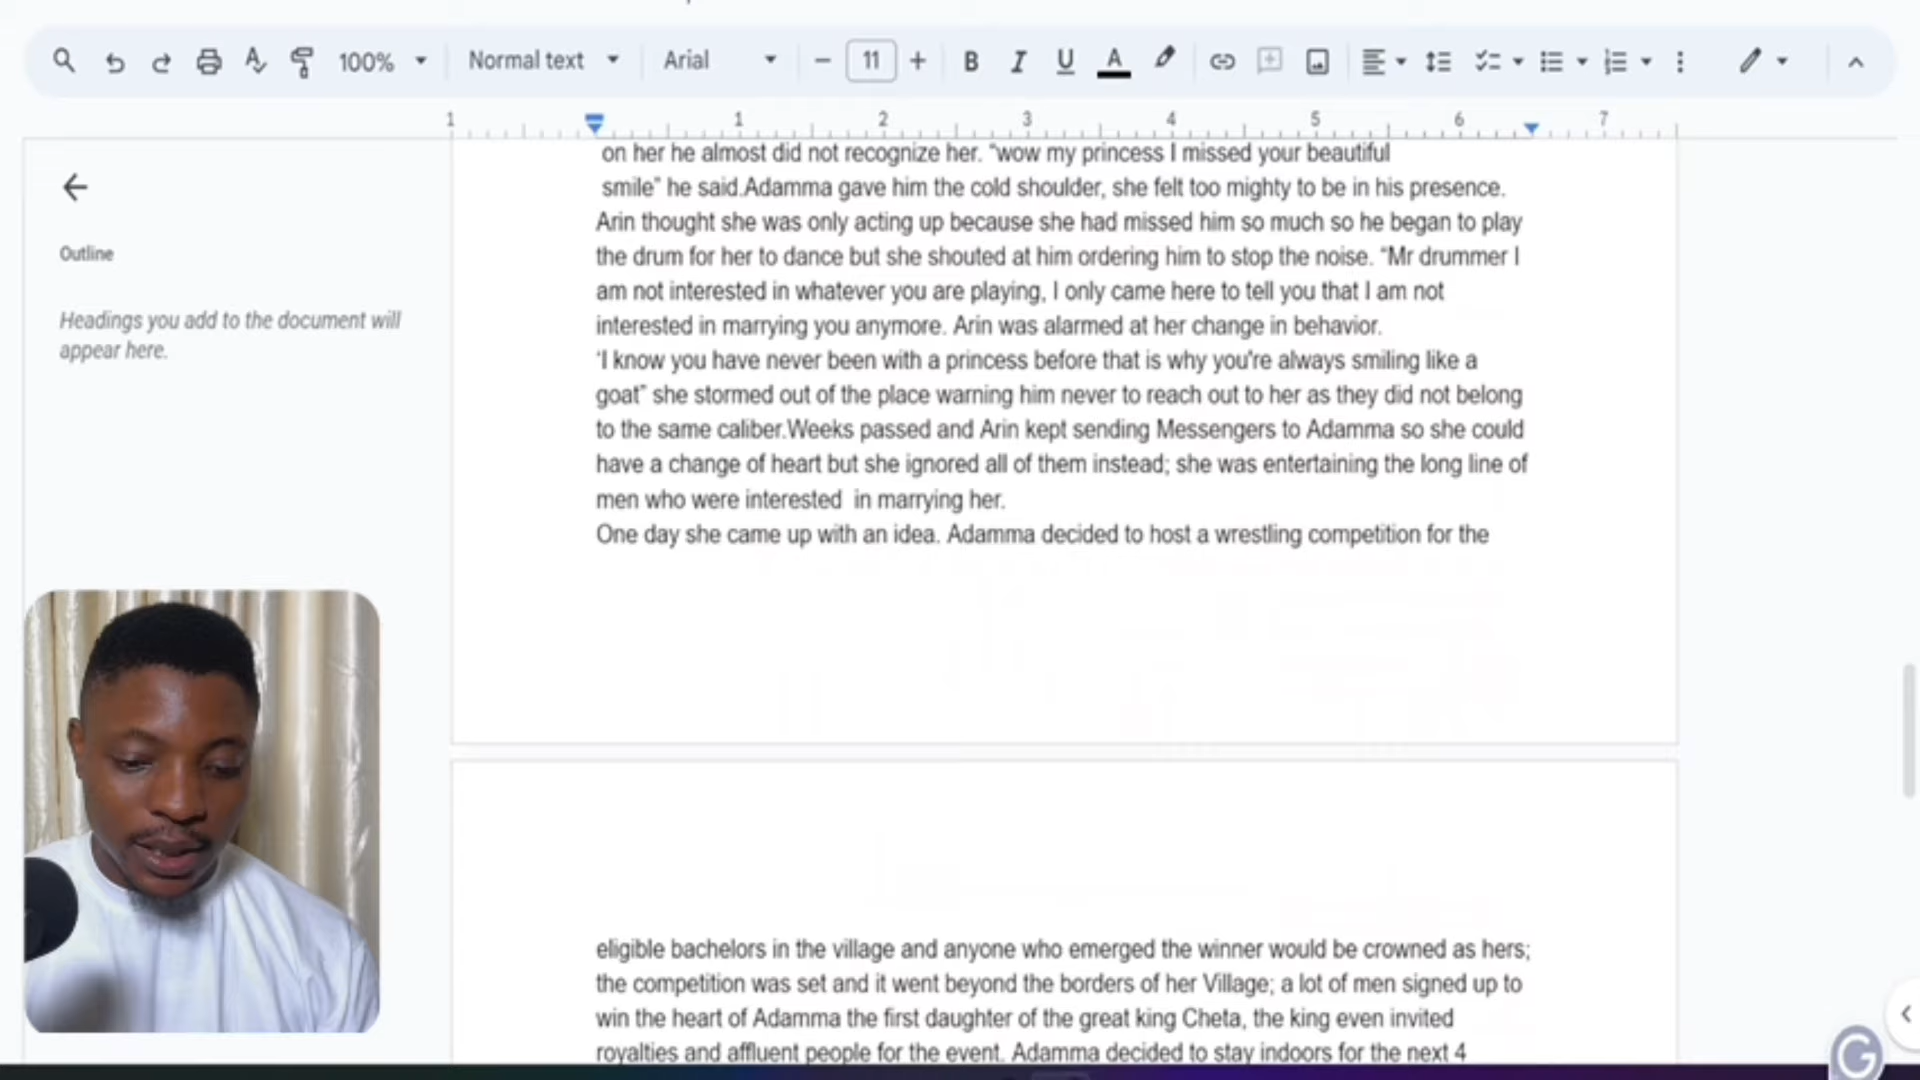 100%
Normal text
Arial
11
B I U A
1 1 2 3 4 5 6 7
Outline
Headings you add to the document will
appear here.
on her he almost did not recognize her. “wow my princess I missed your beautiful
smile” he said.Adamma gave him the cold shoulder, she felt too mighty to be in his presence.
Arin thought she was only acting up because she had missed him so much so he began to play
the drum for her to dance but she shouted at him ordering him to stop the noise. “Mr drummer I
am not interested in whatever you are playing, I only came here to tell you that I am not
interested in marrying you anymore. Arin was alarmed at her change in behavior.
‘I know you have never been with a princess before that is why you're always smiling like a
goat” she stormed out of the place warning him never to reach out to her as they did not belong
to the same caliber.Weeks passed and Arin kept sending Messengers to Adamma so she could
have a change of heart but she ignored all of them instead; she was entertaining the long line of
men who were interested  in marrying her.
One day she came up with an idea. Adamma decided to host a wrestling competition for the
eligible bachelors in the village and anyone who emerged the winner would be crowned as hers;
the competition was set and it went beyond the borders of her Village; a lot of men signed up to
win the heart of Adamma the first daughter of the great king Cheta, the king even invited
royalties and affluent people for the event. Adamma decided to stay indoors for the next 4